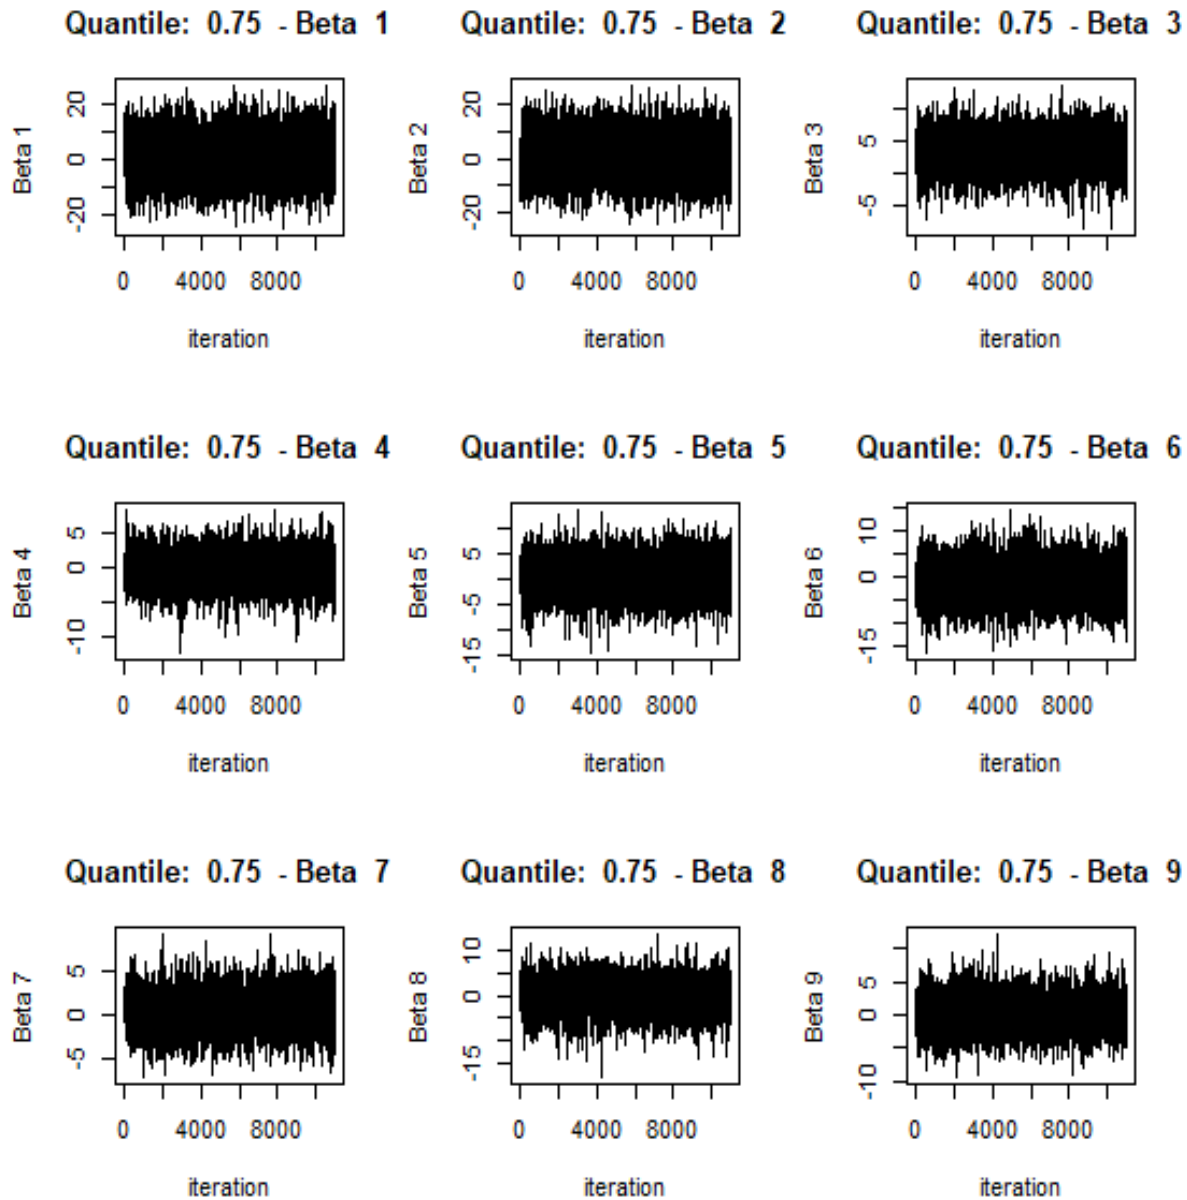 Quantile: 0.75 - Beta 1
Beta 1
20
0
-20
0 4000 8000
iteration
Quantile: 0.75 - Beta 2
Beta 2
20
0
-20
0 4000 8000
iteration
Quantile: 0.75 - Beta 3
Beta 3
5
-5
0 4000 8000
iteration
Quantile: 0.75 - Beta 4
Beta 4
5
0
-10
0 4000 8000
iteration
Quantile: 0.75 - Beta 5
Beta 5
5
-5
-15
0 4000 8000
iteration
Quantile: 0.75 - Beta 6
Beta 6
10
0
-15
0 4000 8000
iteration
Quantile: 0.75 - Beta 7
Beta 7
5
0
-5
0 4000 8000
iteration
Quantile: 0.75 - Beta 8
Beta 8
10
0
-15
0 4000 8000
iteration
Quantile: 0.75 - Beta 9
Beta 9
5
0
-10
0 4000 8000
iteration